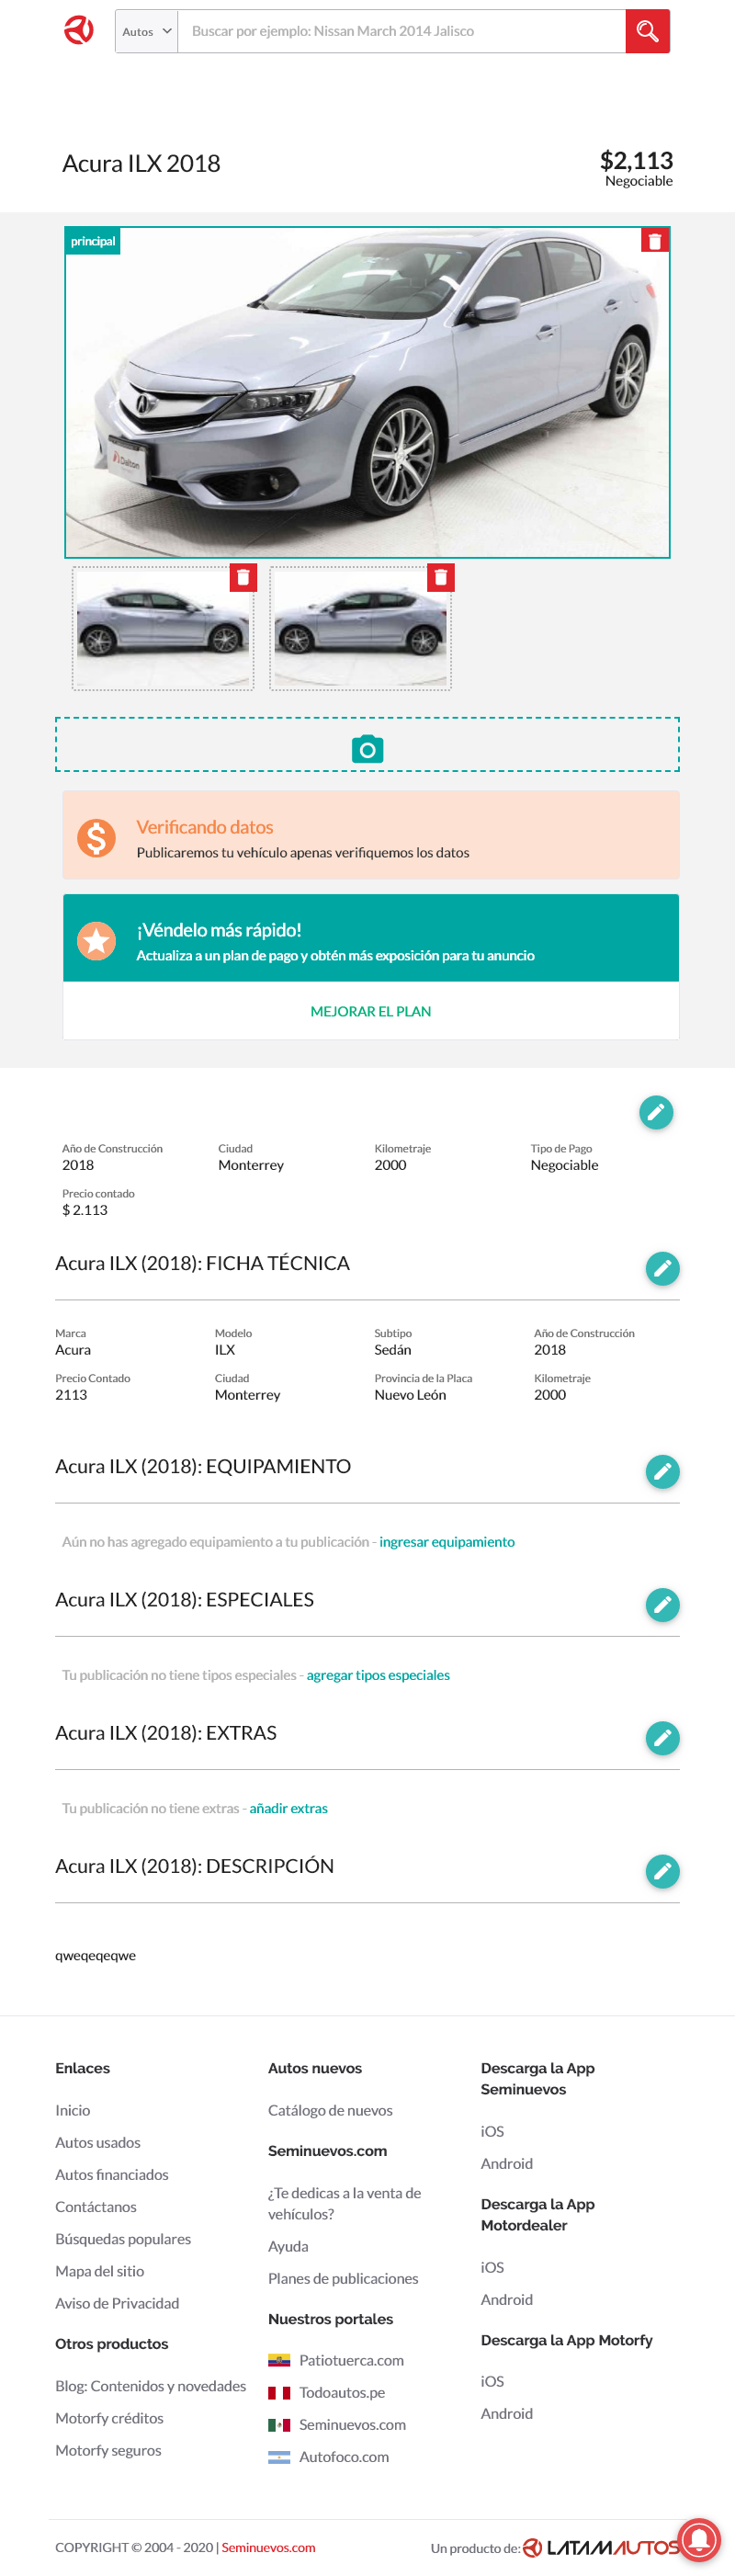 Autos
Buscar por ejemplo: Nissan March 2014 Jalisco
Acura ILX 2018
$2,113
Negociable
principal
Dalton
Verificando datos
Publicaremos tu vehículo apenas verifiquemos los datos
¡Véndelo más rápido!
Actualiza a un plan de pago y obtén más exposición para tu anuncio
MEJORAR EL PLAN
Año de Construcción
2018
Ciudad
Monterrey
Kilometraje
2000
Tipo de Pago
Negociable
Precio contado
$ 2.113
Acura ILX (2018): FICHA TÉCNICA
Marca
Acura
Modelo
ILX
Subtipo
Sedán
Año de Construcción
2018
Precio Contado
2113
Ciudad
Monterrey
Provincia de la Placa
Nuevo León
Kilometraje
2000
Acura ILX (2018): EQUIPAMIENTO
Aún no has agregado equipamiento a tu publicación - ingresar equipamiento
Acura ILX (2018): ESPECIALES
Tu publicación no tiene tipos especiales - agregar tipos especiales
Acura ILX (2018): EXTRAS
Tu publicación no tiene extras - añadir extras
Acura ILX (2018): DESCRIPCIÓN
qweqeqeqwe
Enlaces
Inicio
Autos usados
Autos financiados
Contáctanos
Búsquedas populares
Mapa del sitio
Aviso de Privacidad
Otros productos
Blog: Contenidos y novedades
Motorfy créditos
Motorfy seguros
Autos nuevos
Catálogo de nuevos
Seminuevos.com
¿Te dedicas a la venta de
vehículos?
Ayuda
Planes de publicaciones
Nuestros portales
Patiotuerca.com
Todoautos.pe
Seminuevos.com
Autofoco.com
Descarga la App
Seminuevos
iOS
Android
Descarga la App
Motordealer
iOS
Android
Descarga la App Motorfy
iOS
Android
COPYRIGHT © 2004 - 2020 | Seminuevos.com
Un producto de: LATAMAUTOS